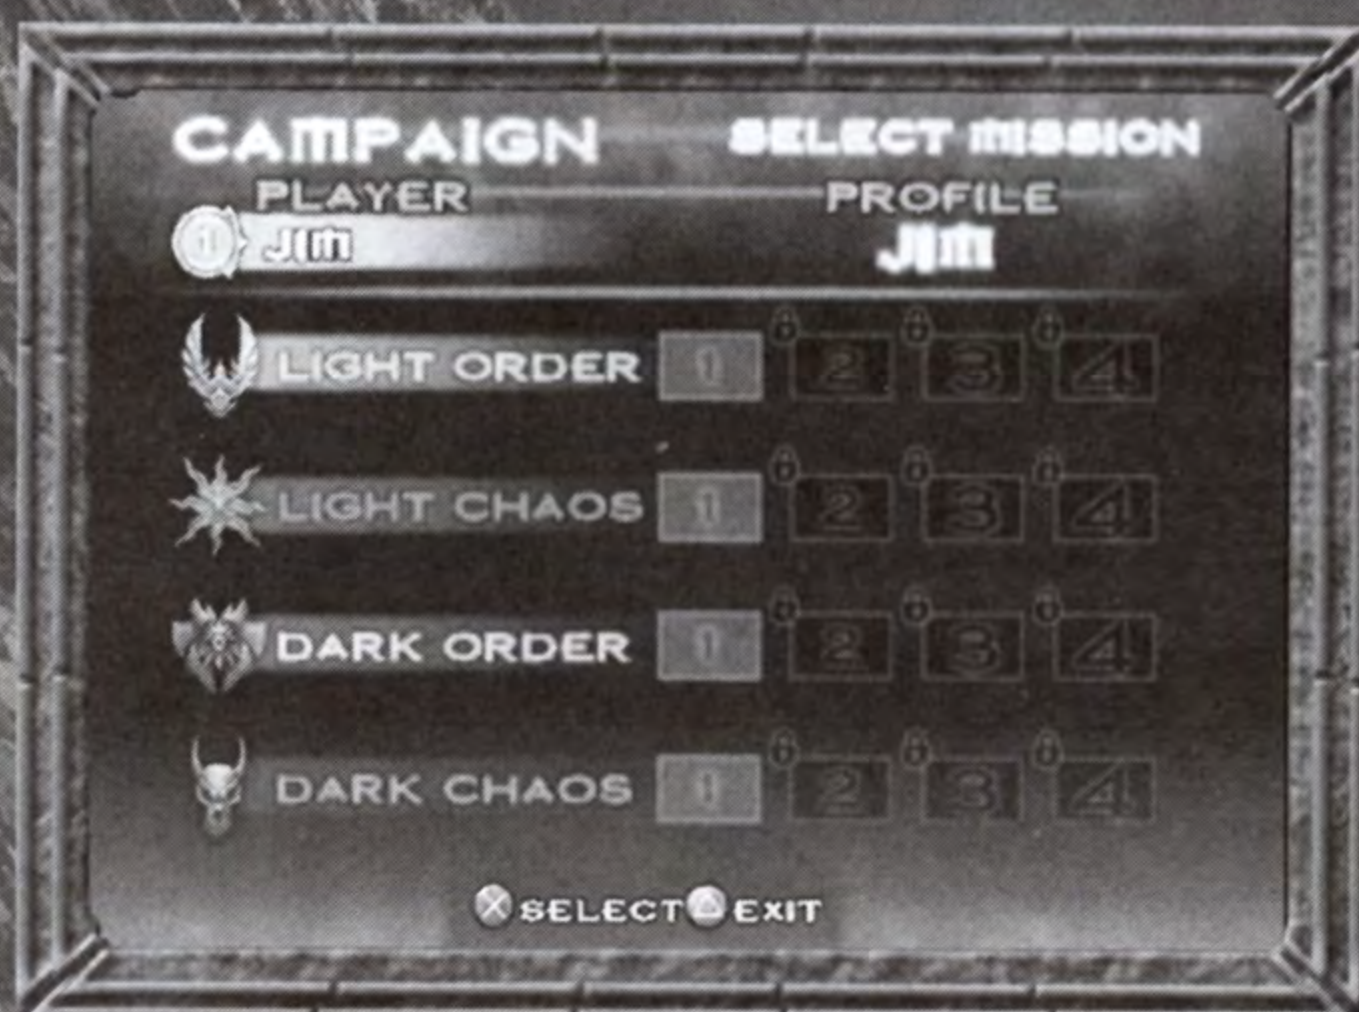 CAMPAIGN SELECT MISSION
PLAYER PROFILE
1 JIM JIM
LIGHT ORDER 1 2 3 4
LIGHT CHAOS 1 2 3 4
DARK ORDER 1 2 3 4
DARK CHAOS 1 2 3 4
SELECT EXIT